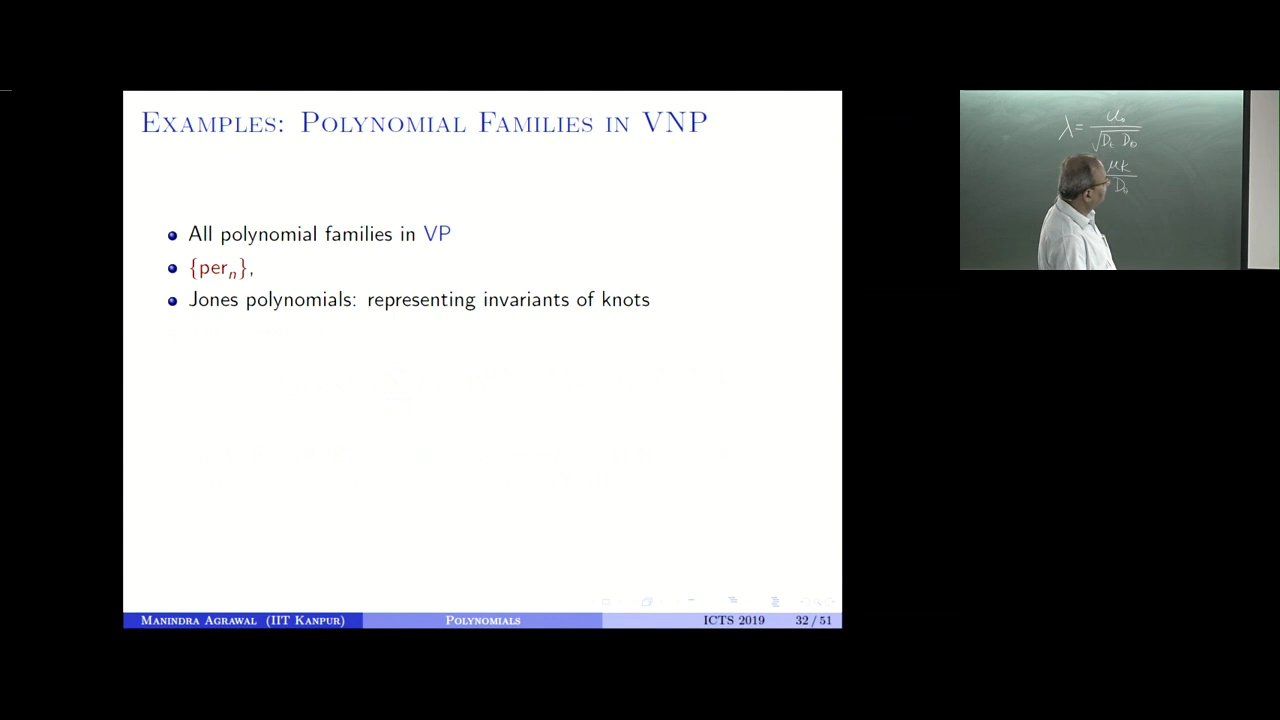 EXAMPLES: POLYNOMIAL FAMILIES IN VNP
All polynomial families in VP
{per_n},
Jones polynomials: representing invariants of knots
MANINDRA AGRAWAL (IIT KANPUR) POLYNOMIALS ICTS 2019 32 / 51
λ =
μK